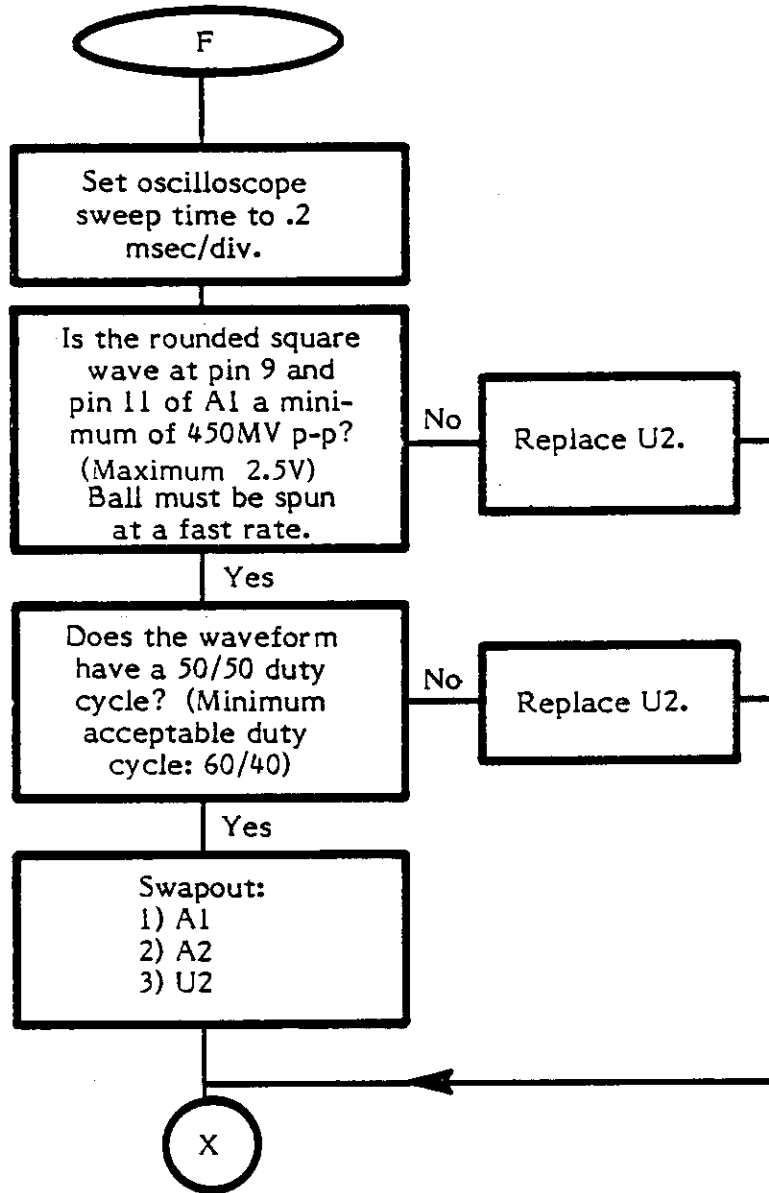 F
Set oscilloscope
sweep time to .2
msec/div.
Is the rounded square
wave at pin 9 and
pin 11 of A1 a mini-
mum of 450MV p-p?
(Maximum 2.5V)
Ball must be spun
at a fast rate.
No
Replace U2.
Yes
Does the waveform
have a 50/50 duty
cycle? (Minimum
acceptable duty
cycle: 60/40)
No
Replace U2.
Yes
Swapout:
1) A1
2) A2
3) U2
X